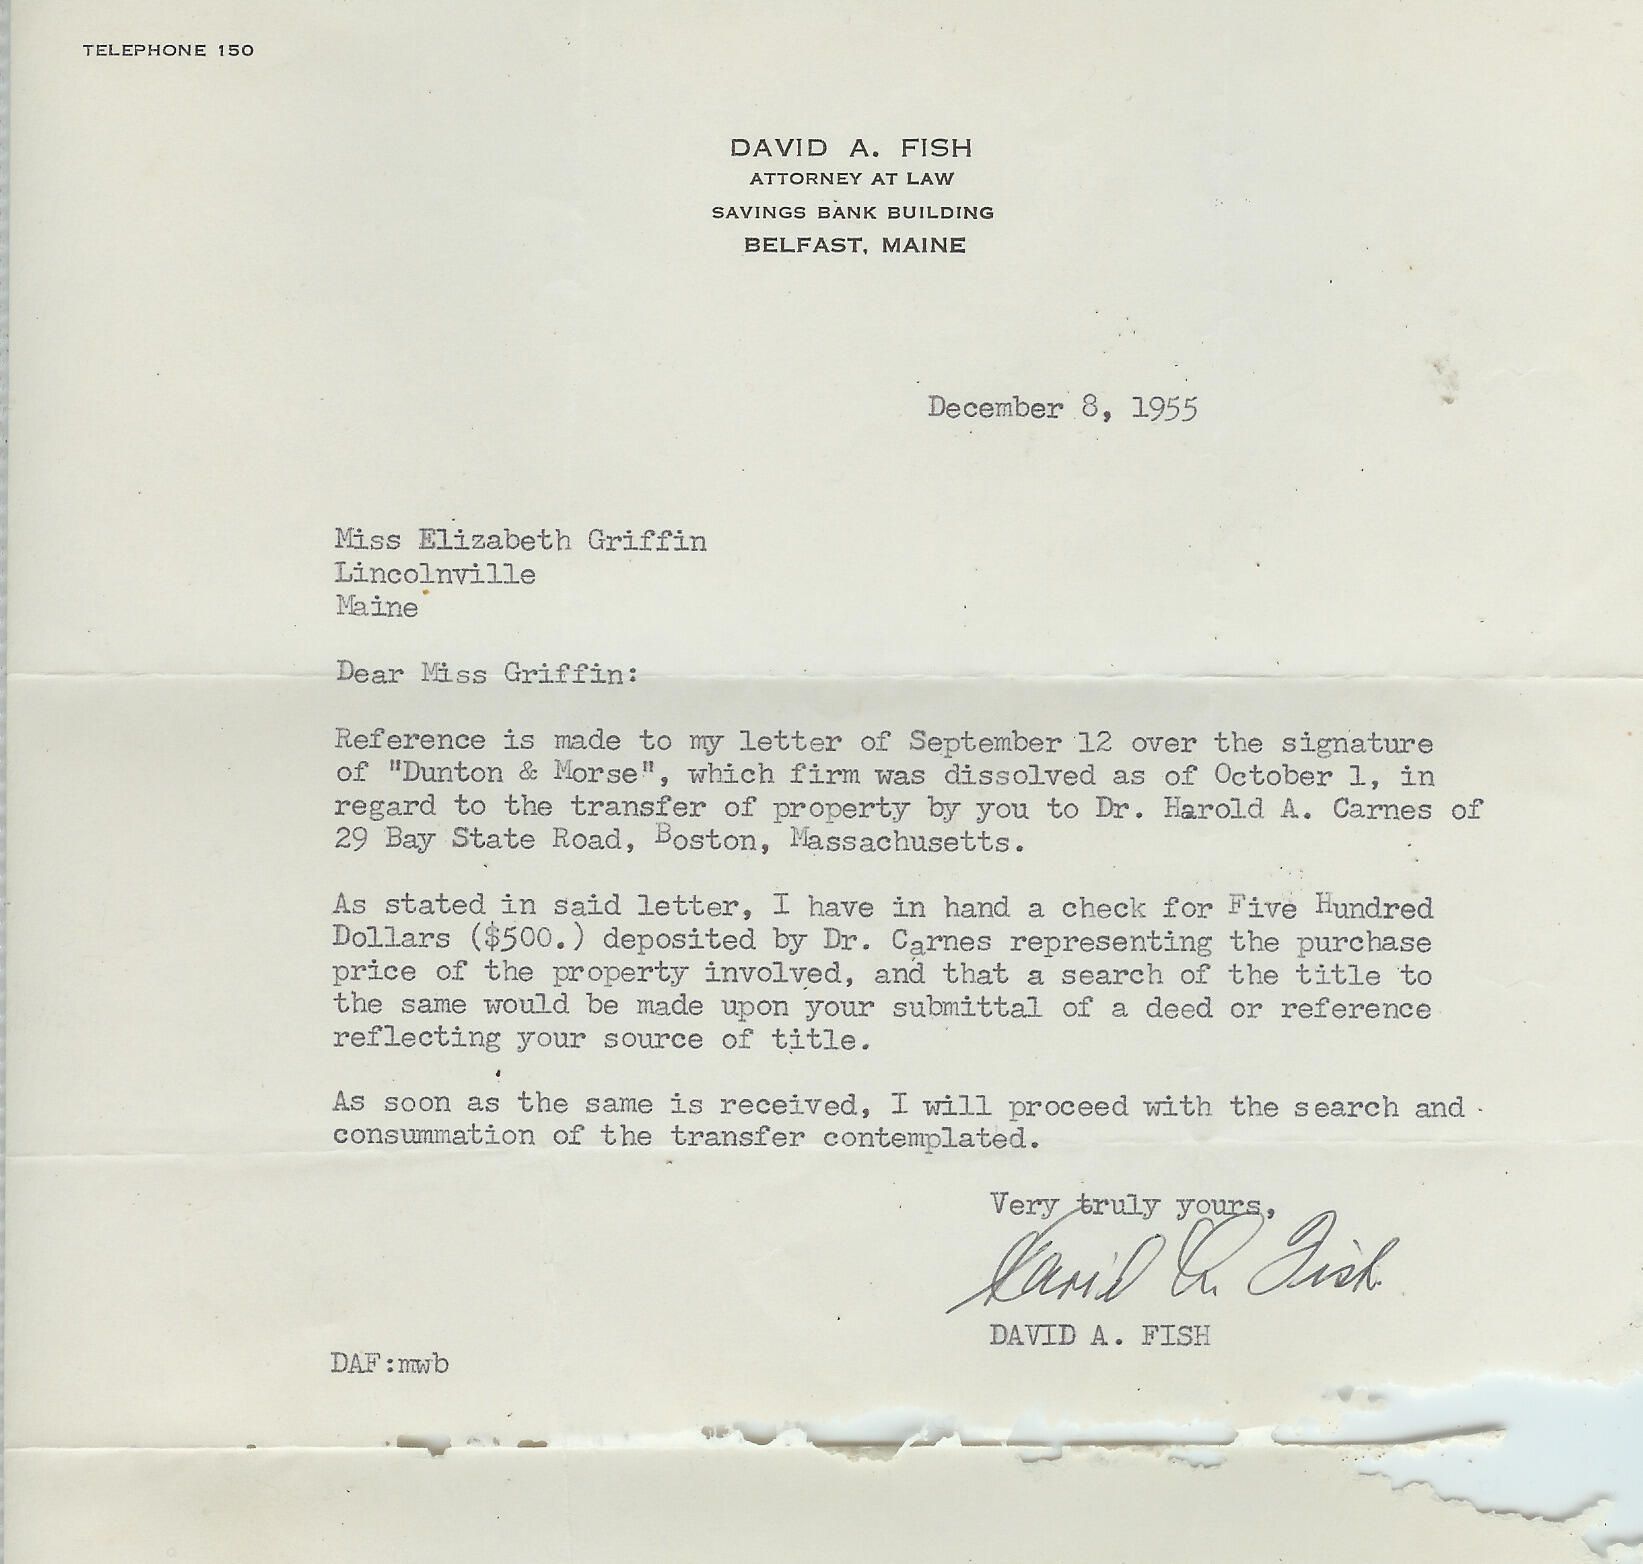 TELEPHONE 150
DAVID A. FISH
ATTORNEY AT LAW
SAVINGS BANK BUILDING
BELFAST, MAINE
December 8, 1955
Miss Elizabeth Griffin
Lincolnville
Maine
Dear Miss Griffin:
Reference is made to my letter of September 12 over the signature
of "Dunton & Morse", which firm was dissolved as of October 1, in
regard to the transfer of property by you to Dr. Harold A. Carnes of
29 Bay State Road, Boston, Massachusetts.
As stated in said letter, I have in hand a check for Five Hundred
Dollars ($500.) deposited by Dr. Carnes representing the purchase
price of the property involved, and that a search of the title to
the same would be made upon your submittal of a deed or reference
reflecting your source of title.
As soon as the same is received, I will proceed with the search and
consummation of the transfer contemplated.
Very truly yours,
David A. Fish
DAVID A. FISH
DAF:mwb